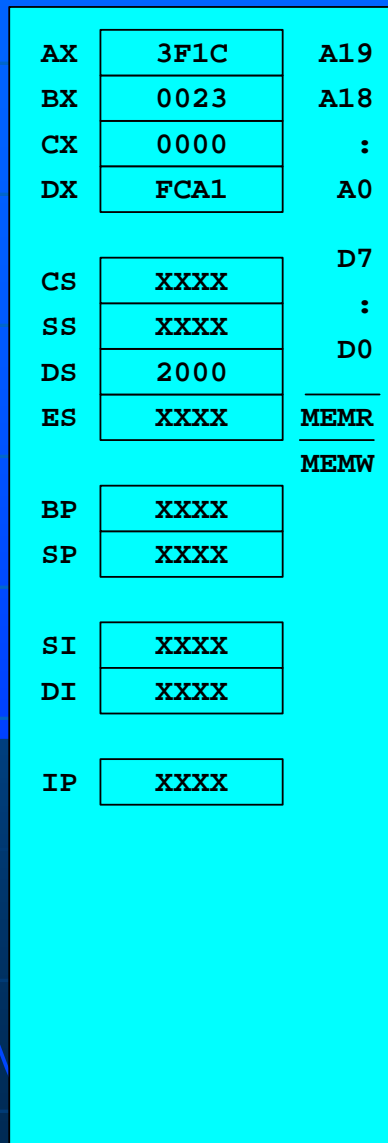 AX 3F1C A19
BX 0023 A18
CX 0000 :
DX FCA1 A0
D7
CS XXXX
:
SS XXXX
D0
DS 2000
ES XXXX MEMR
MEMW
BP XXXX
SP XXXX
SI XXXX
DI XXXX
IP XXXX